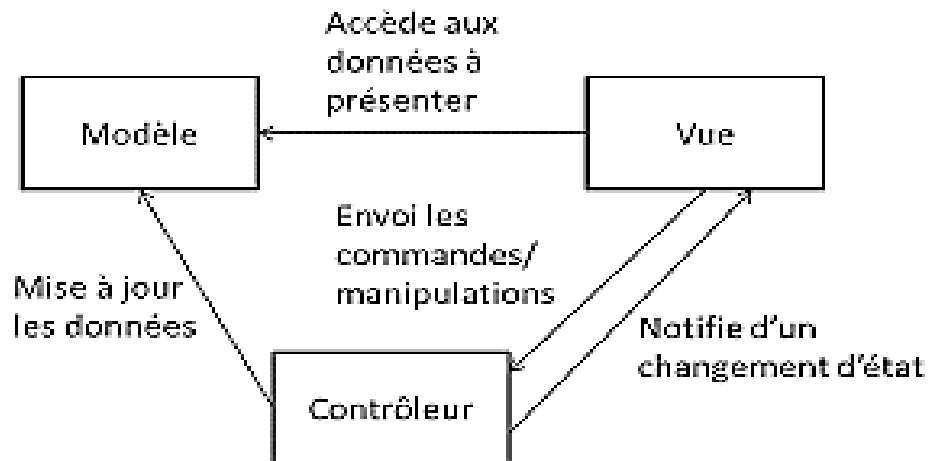 Accède aux
données à
présenter
Modèle
Vue
Envoi les
commandes/
manipulations
Mise à jour
les données
Notifie d'un
changement d'état
Contrôleur